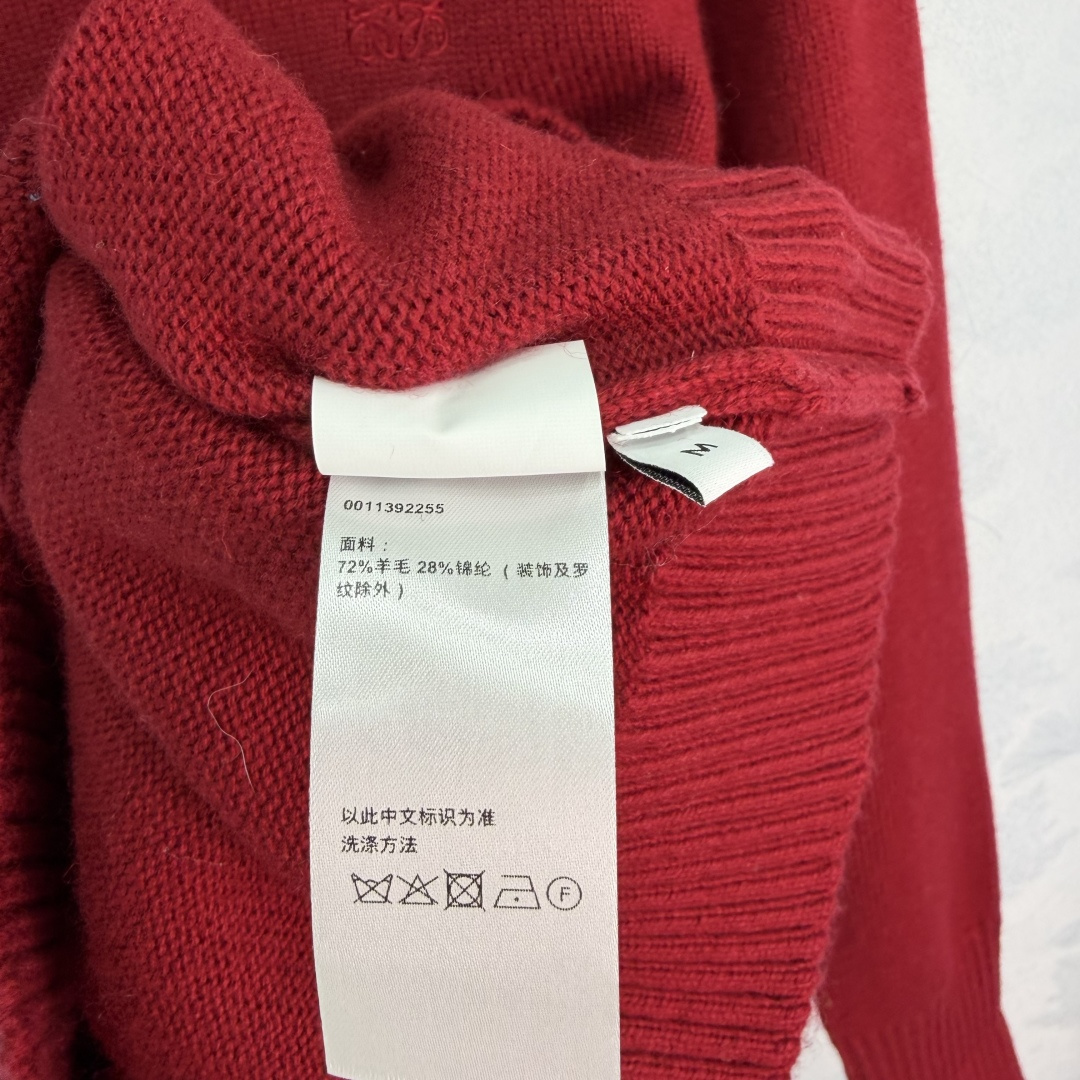 M
0011392255
面料：
72%羊毛 28%锦纶 （ 装饰及罗
纹除外 ）
以此中文标识为准
洗涤方法
F